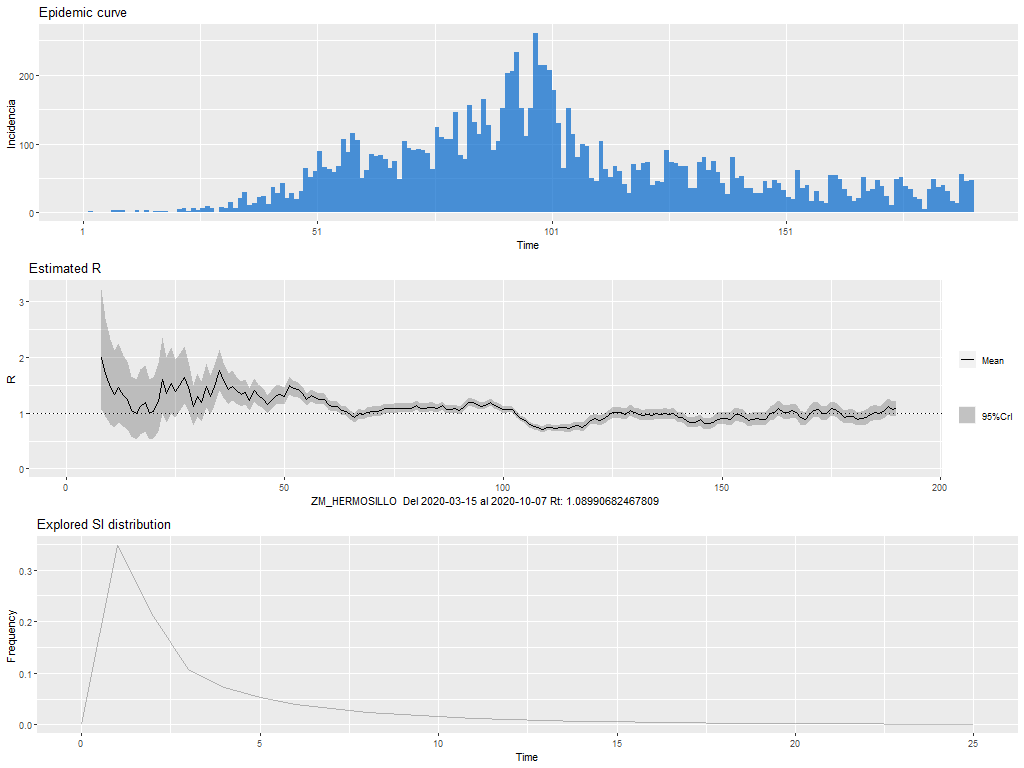 Epidemic curve
Incidencia
200
100
0
1
51
101
151
Time
Estimated R
R
3
2
1
0
0
50
100
150
200
Mean
95%CrI
ZM_HERMOSILLO Del 2020-03-15 al 2020-10-07 Rt: 1.08990682467809
Explored SI distribution
Frequency
0.3
0.2
0.1
0.0
0
5
10
15
20
25
Time